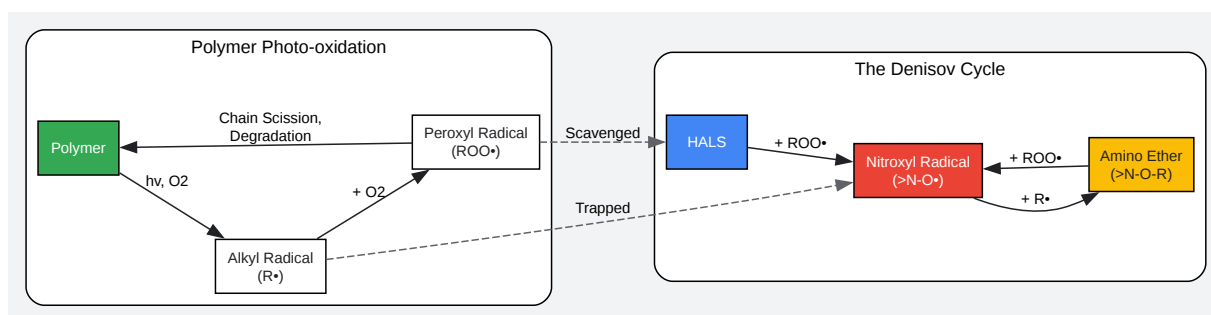 Polymer Photo-oxidation
Polymer
Chain Scission,
Degradation
hv, O2
+ O2
Peroxyl Radical
(ROO•)
Alkyl Radical
(R•)
Scavenged
Trapped
The Denisov Cycle
HALS
+ ROO•
Nitroxyl Radical
(>N-O•)
+ ROO•
+ R•
Amino Ether
(>N-O-R)